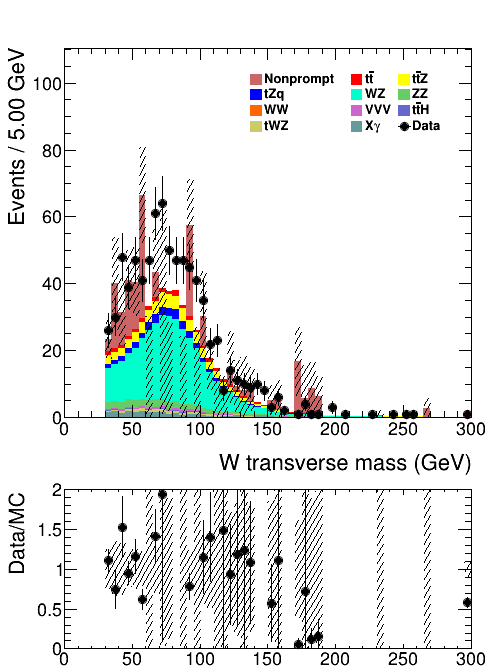 Events / 5.00 GeV
100
80
60
40
20
0
Nonprompt tt̄ tt̄Z
tZq WZ ZZ
WW VVV tt̄H
tWZ Xγ Data
0 50 100 150 200 250 300
W transverse mass (GeV)
Data/MC
2
1.5
1
0.5
0
0 50 100 150 200 250 300